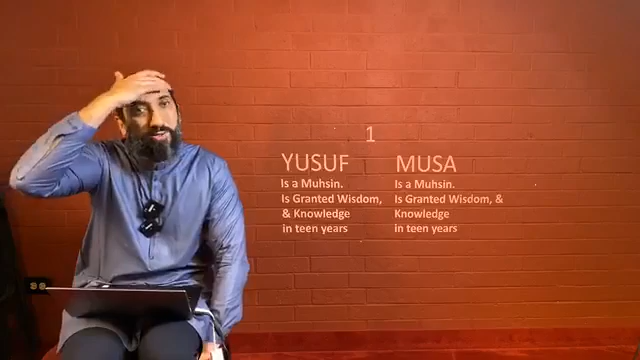 1
YUSUF
Is a Muhsin.
Is Granted Wisdom,
& Knowledge
in teen years
MUSA
Is a Muhsin.
Is Granted Wisdom, &
Knowledge
in teen years